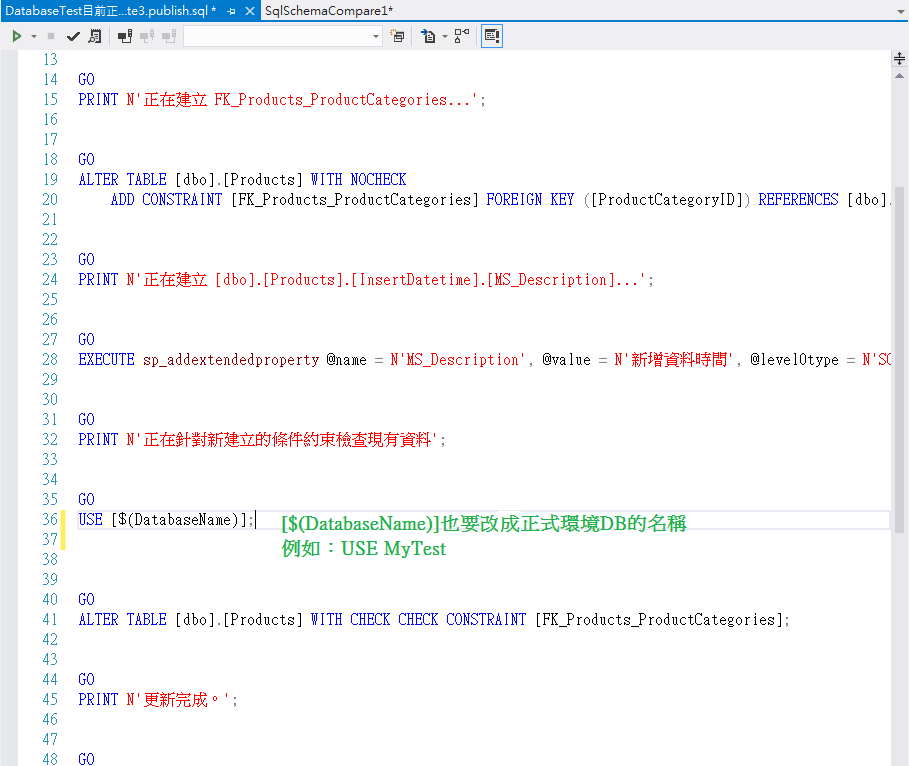 DatabaseTest目前正...te3.publish.sql*
SqlSchemaCompare1*
13
14 GO
15 PRINT N'正在建立 FK_Products_ProductCategories...';
16
17
18 GO
19 ALTER TABLE [dbo].[Products] WITH NOCHECK
20 ADD CONSTRAINT [FK_Products_ProductCategories] FOREIGN KEY ([ProductCategoryID]) REFERENCES [dbo].
21
22
23 GO
24 PRINT N'正在建立 [dbo].[Products].[InsertDatetime].[MS_Description]...';
25
26
27 GO
28 EXECUTE sp_addextendedproperty @name = N'MS_Description', @value = N'新增資料時間', @level0type = N'SC
29
30
31 GO
32 PRINT N'正在針對新建立的條件約束檢查現有資料';
33
34
35 GO
36 USE [$(DatabaseName)];
[$(DatabaseName)]也要改成正式環境DB的名稱
37
例如：USE MyTest
38
39
40 GO
41 ALTER TABLE [dbo].[Products] WITH CHECK CHECK CONSTRAINT [FK_Products_ProductCategories];
42
43
44 GO
45 PRINT N'更新完成。';
46
47
48 GO